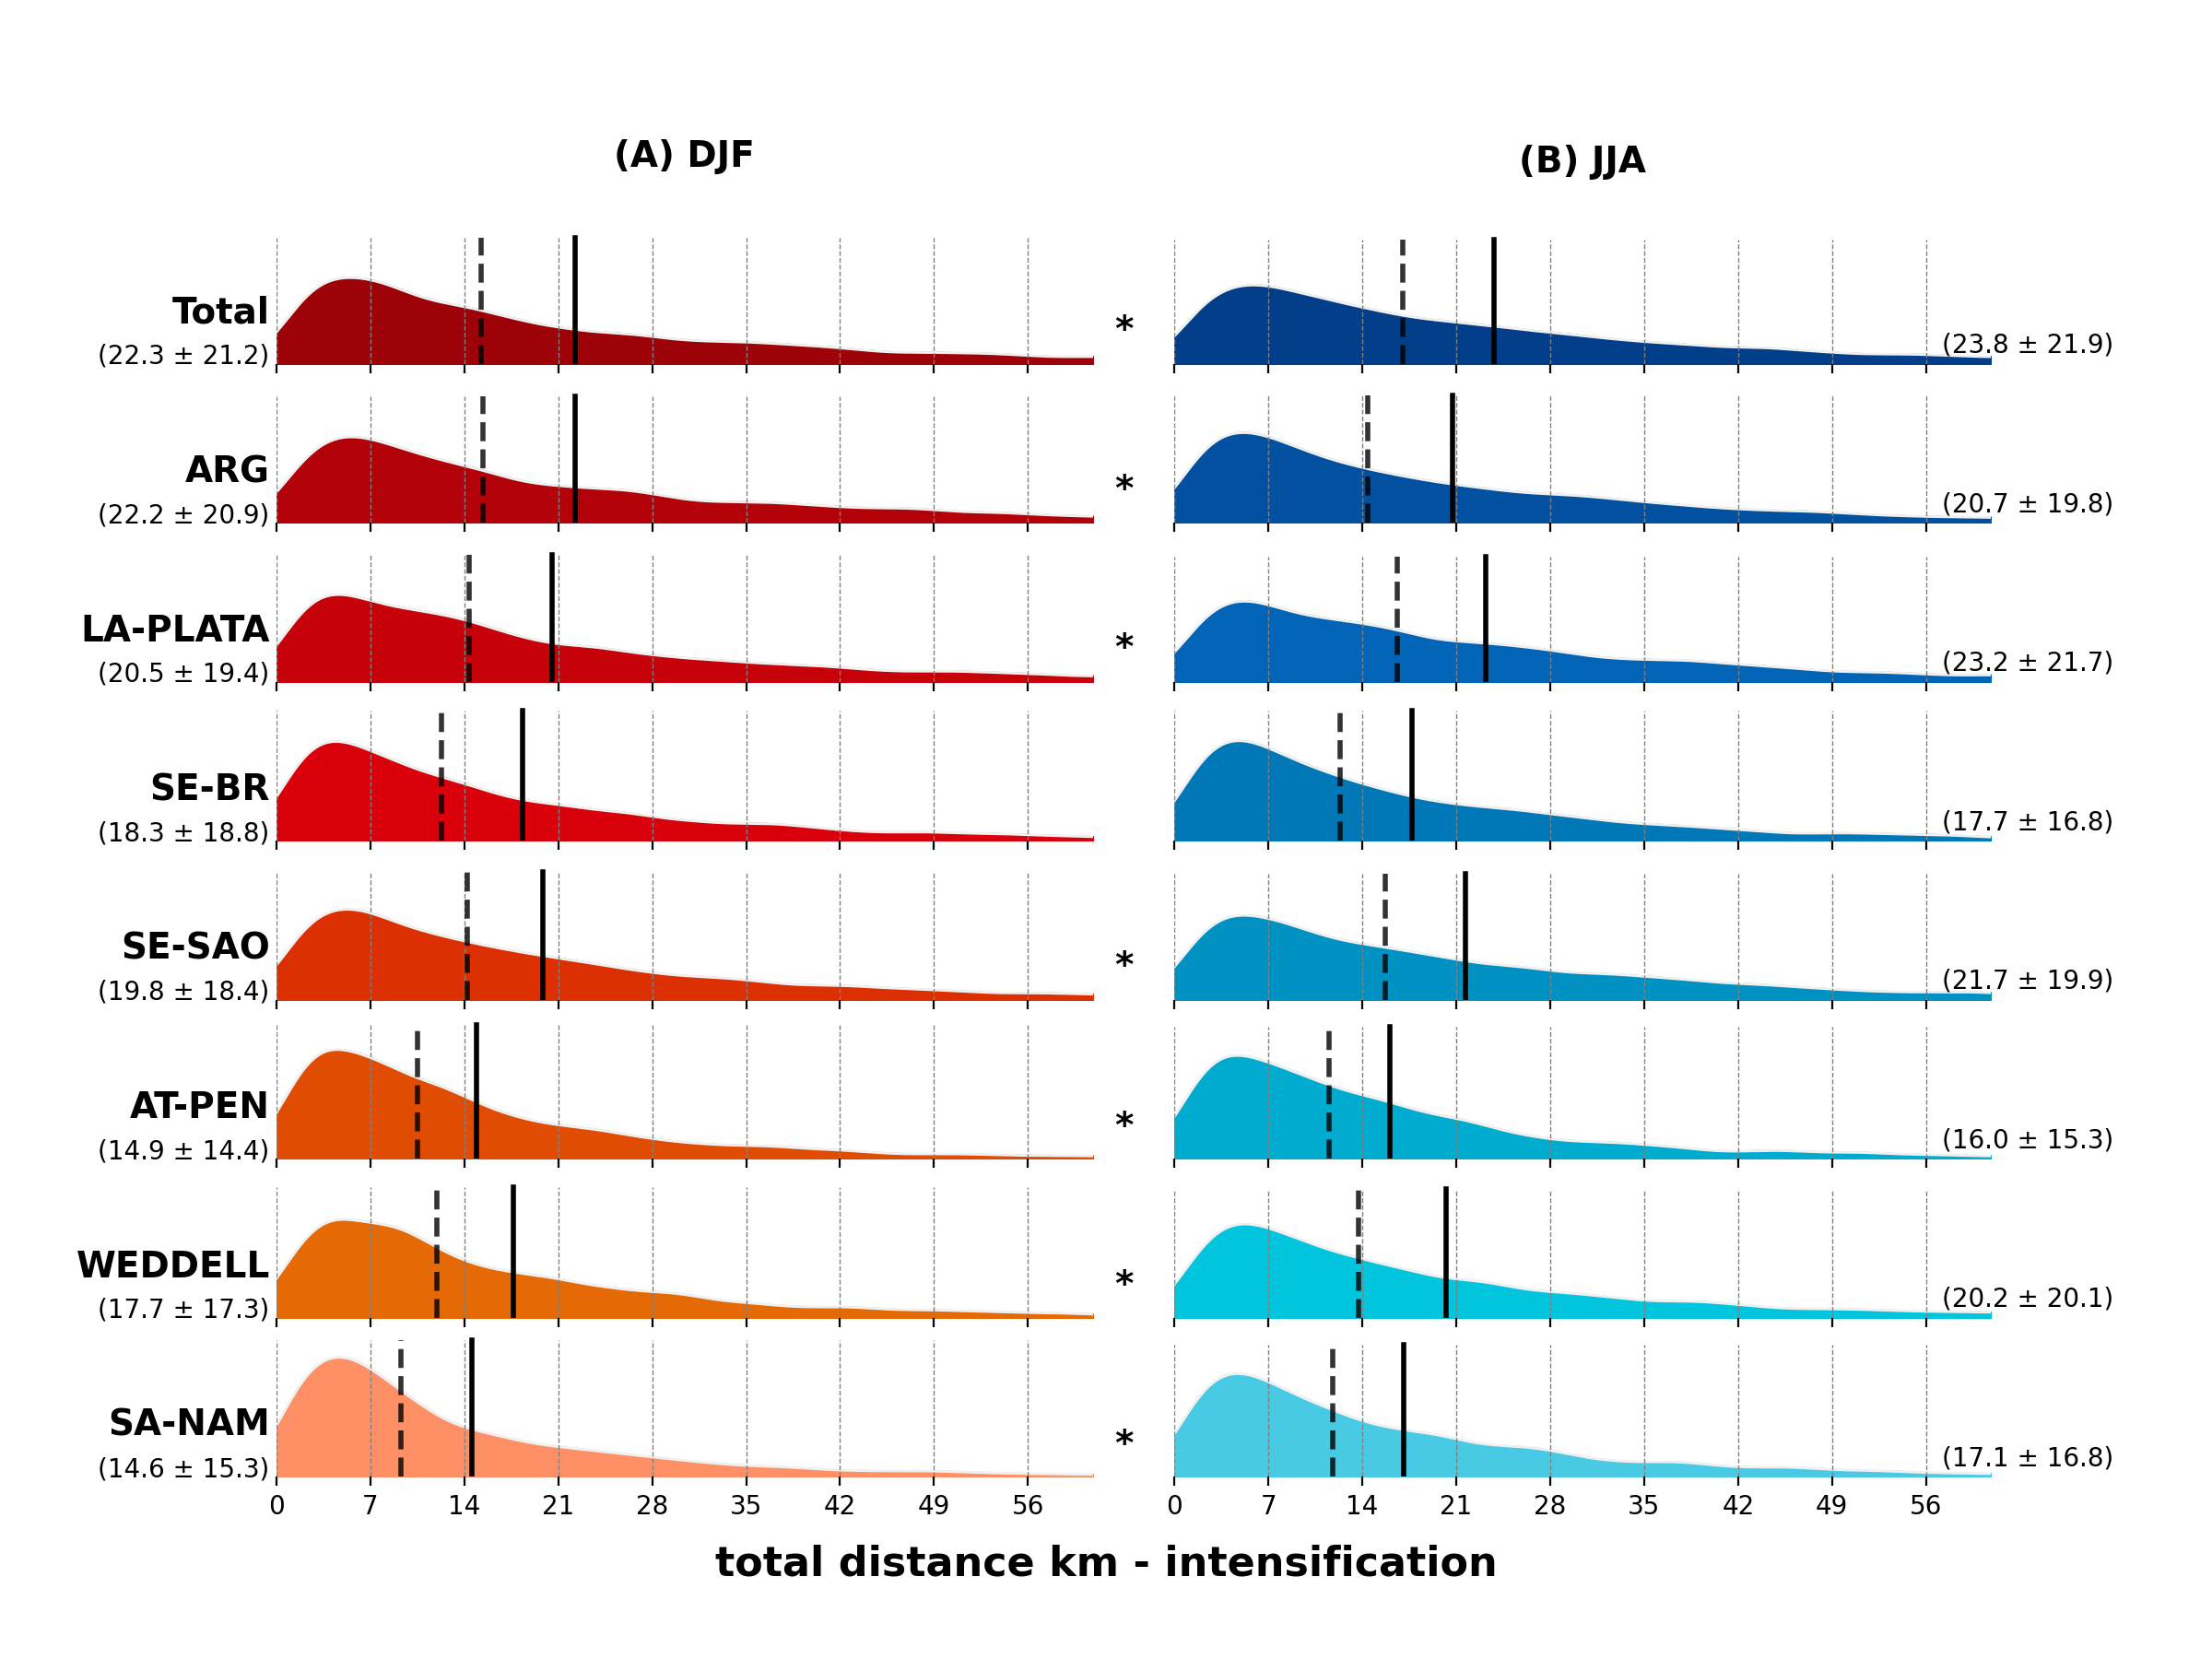 (A) DJF
(B) JJA
Total
(22.3 ± 21.2)
*
(23.8 ± 21.9)
ARG
(22.2 ± 20.9)
*
(20.7 ± 19.8)
LA-PLATA
(20.5 ± 19.4)
*
(23.2 ± 21.7)
SE-BR
(18.3 ± 18.8)
(17.7 ± 16.8)
SE-SAO
(19.8 ± 18.4)
*
(21.7 ± 19.9)
AT-PEN
(14.9 ± 14.4)
*
(16.0 ± 15.3)
WEDDELL
(17.7 ± 17.3)
*
(20.2 ± 20.1)
SA-NAM
(14.6 ± 15.3)
*
(17.1 ± 16.8)
0 7 14 21 28 35 42 49 56
0 7 14 21 28 35 42 49 56
total distance km - intensification